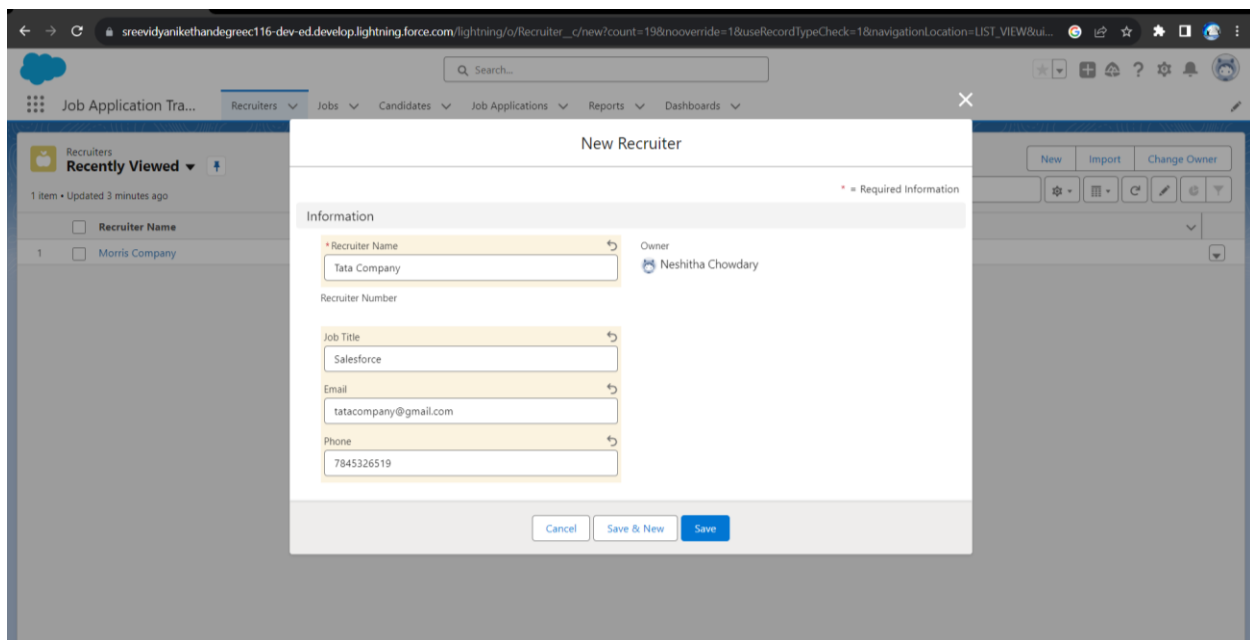 sreevidyanikethandegreec116-dev-ed.develop.lightning.force.com/lightning/o/Recruiter__c/new?count=19&nooverride=1&useRecordTypeCheck=1&navigationLocation=LIST_VIEW&ui...
Search...
Job Application Tra... Recruiters Jobs Candidates Job Applications Reports Dashboards
New Recruiter
Recruiters
Recently Viewed
New Import Change Owner
1 item • Updated 3 minutes ago
* = Required Information
Information
Recruiter Name
1 Morris Company
* Recruiter Name
Tata Company
Owner
Neshitha Chowdary
Recruiter Number
Job Title
Salesforce
Email
tatacompany@gmail.com
Phone
7845326519
Cancel Save & New Save